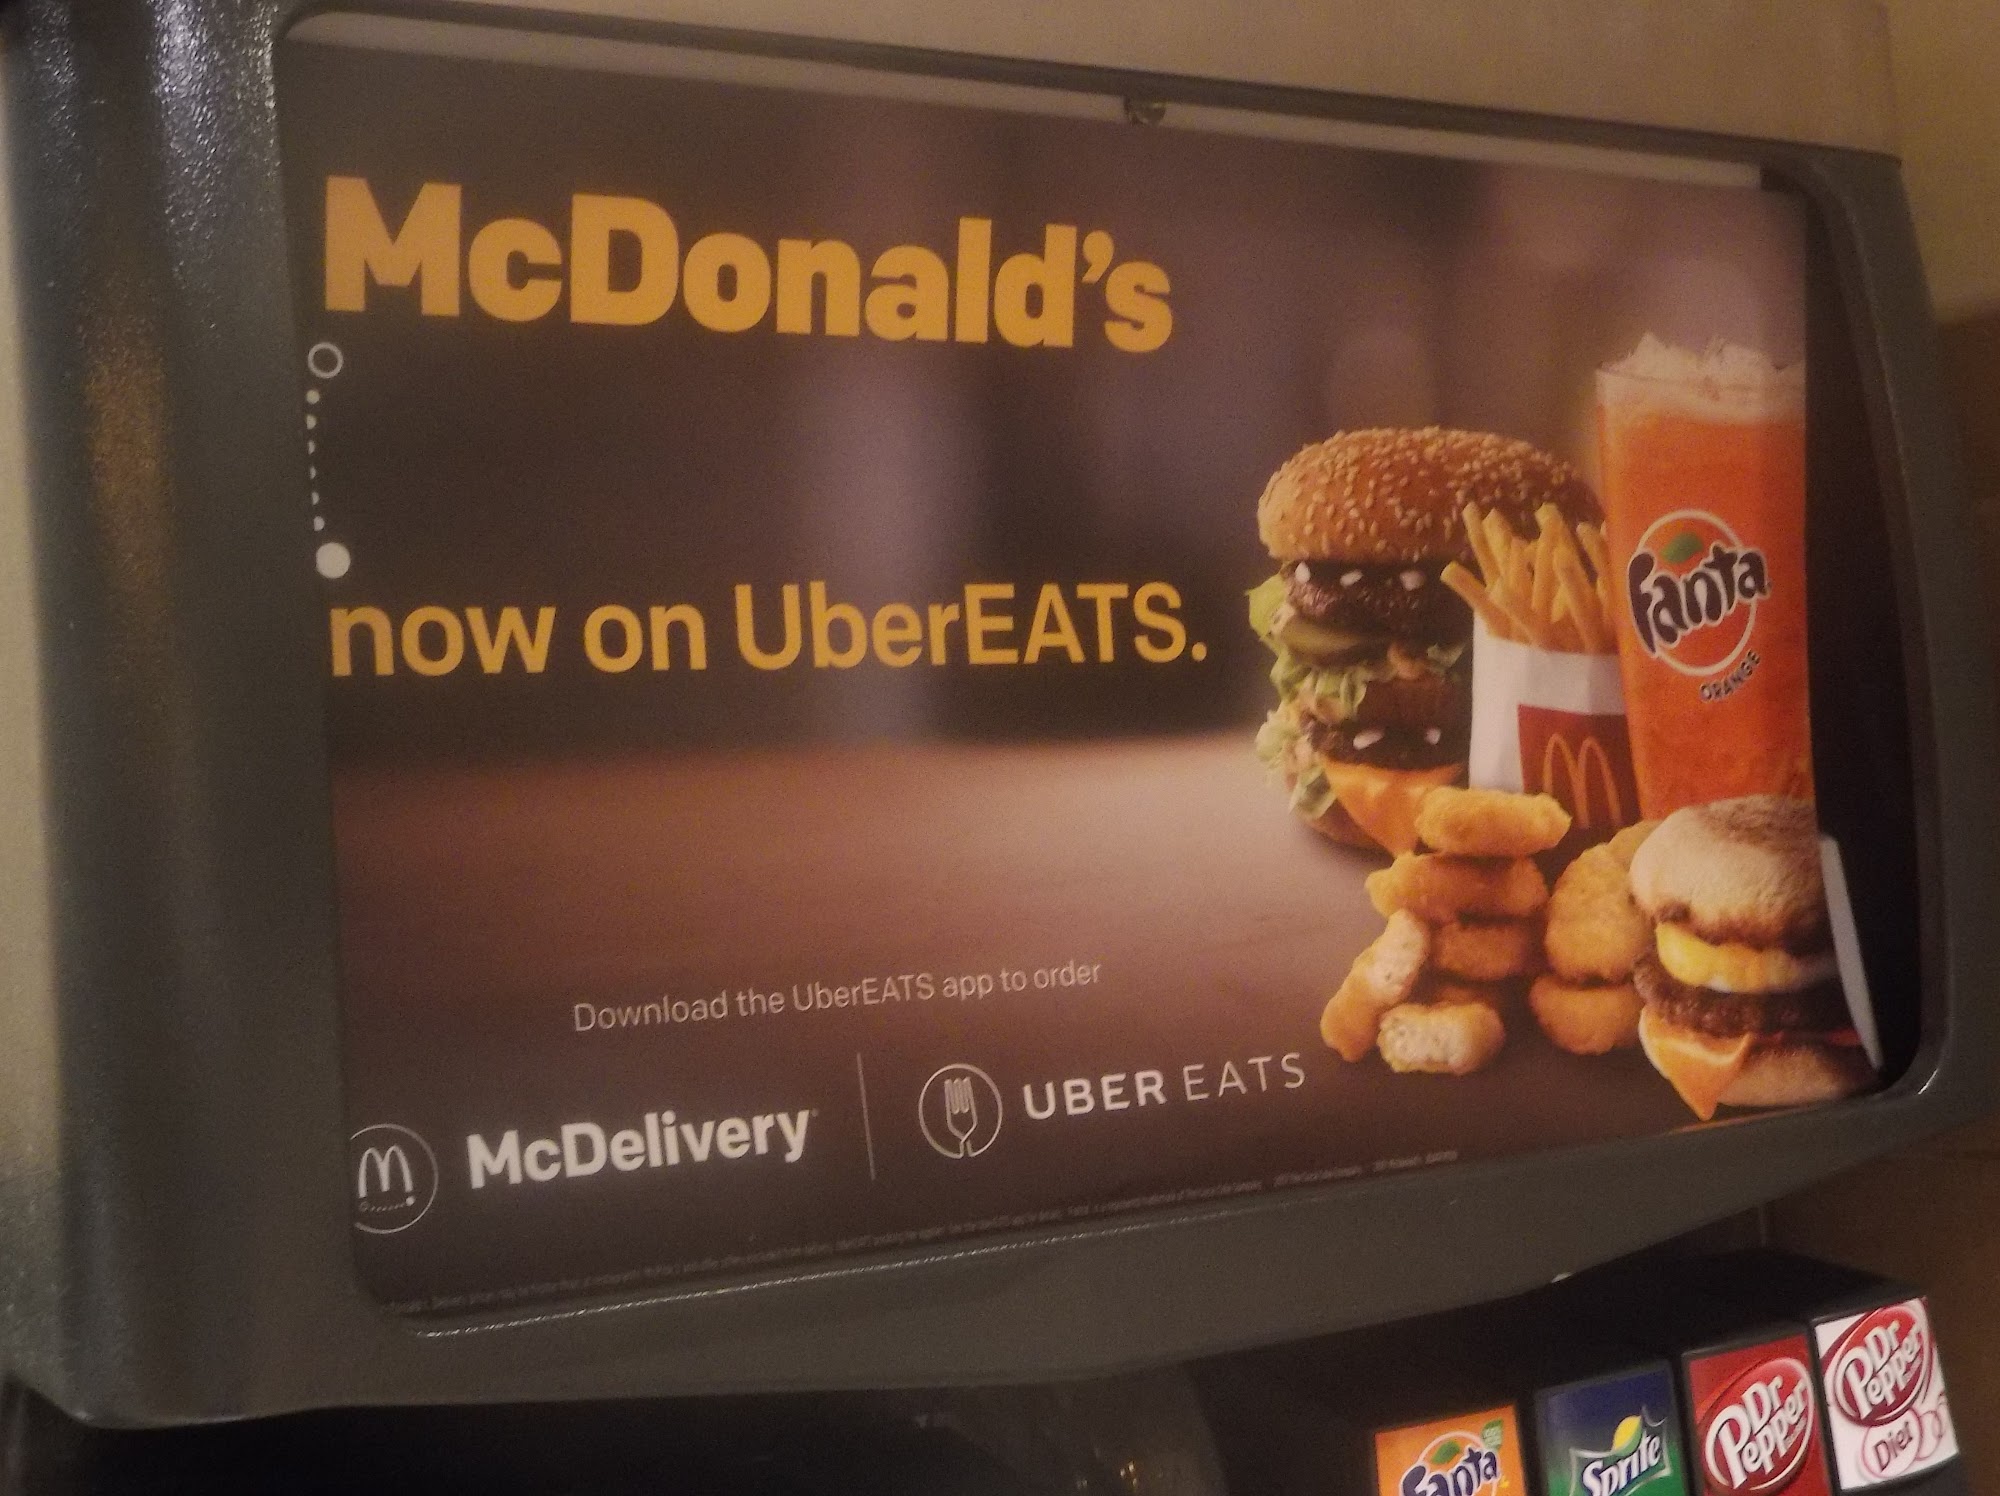 McDonald's
now on UberEATS.
fanta
ORANGE
Download the UberEATS app to order
McDelivery
UBER EATS
Fanta
Sprite
Dr Pepper
Dr Pepper
Diet